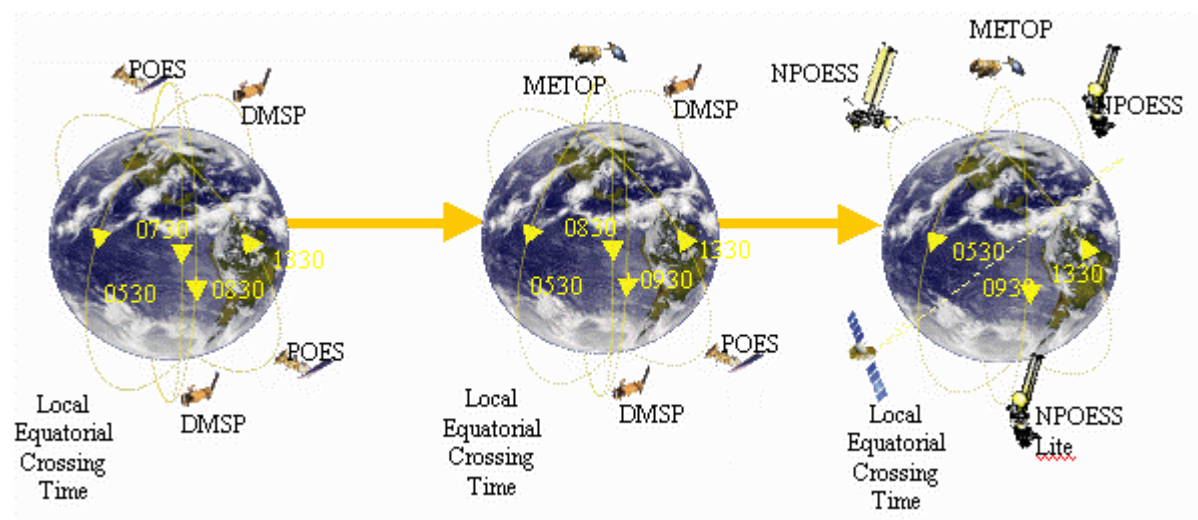 POES
DMSP
0730
1330
0530
0830
POES
DMSP
Local
Equatorial
Crossing
Time
METOP
DMSP
0830
1330
0530
0930
POES
DMSP
Local
Equatorial
Crossing
Time
METOP
NPOESS
NPOESS
0530
1330
0930
Local
Equatorial
Crossing
Time
NPOESS
Lite